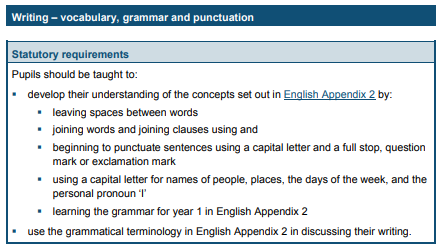 Writing – vocabulary, grammar and punctuation
Statutory requirements
Pupils should be taught to:
▪ develop their understanding of the concepts set out in English Appendix 2 by:
▪ leaving spaces between words
▪ joining words and joining clauses using and
▪ beginning to punctuate sentences using a capital letter and a full stop, question
mark or exclamation mark
▪ using a capital letter for names of people, places, the days of the week, and the
personal pronoun ‘I’
▪ learning the grammar for year 1 in English Appendix 2
▪ use the grammatical terminology in English Appendix 2 in discussing their writing.